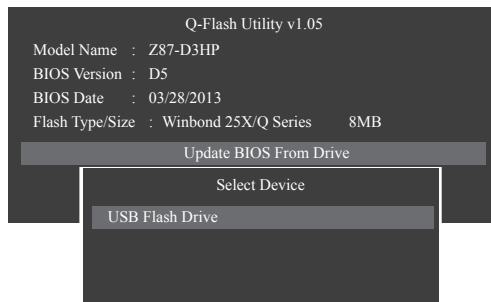 Q-Flash Utility v1.05
Model Name : Z87-D3HP
BIOS Version : D5
BIOS Date : 03/28/2013
Flash Type/Size : Winbond 25X/Q Series 8MB
Update BIOS From Drive
Select Device
USB Flash Drive